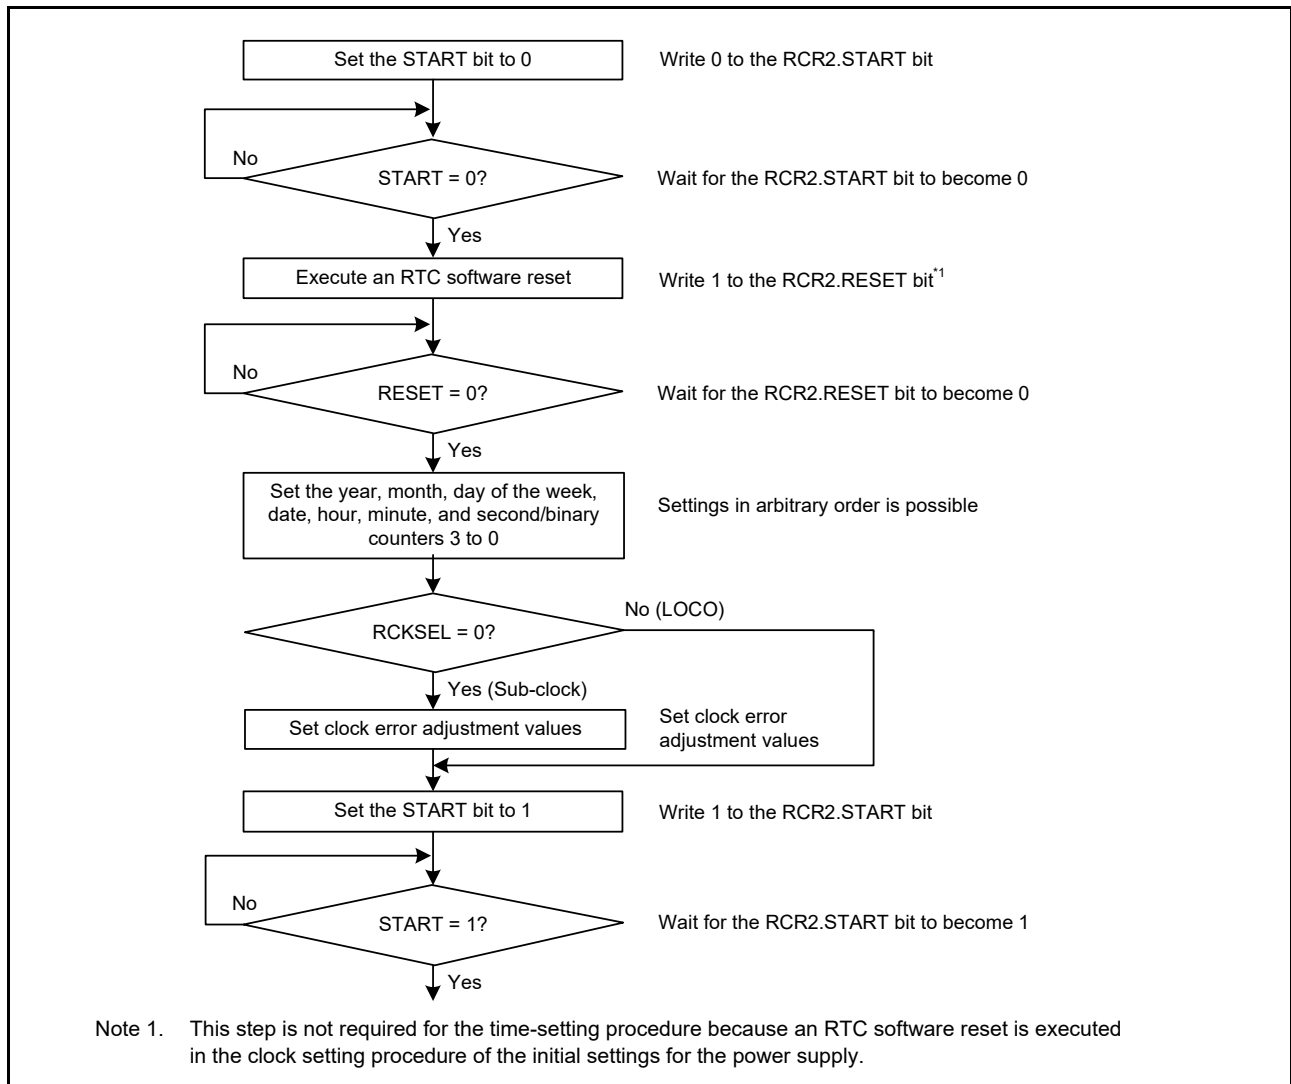 Set the START bit to 0
Write 0 to the RCR2.START bit
No
START = 0?
Wait for the RCR2.START bit to become 0
Yes
Execute an RTC software reset
Write 1 to the RCR2.RESET bit*1
No
RESET = 0?
Wait for the RCR2.RESET bit to become 0
Yes
Set the year, month, day of the week,
date, hour, minute, and second/binary
counters 3 to 0
Settings in arbitrary order is possible
No (LOCO)
RCKSEL = 0?
Yes (Sub-clock)
Set clock error adjustment values
Set clock error
adjustment values
Set the START bit to 1
Write 1 to the RCR2.START bit
No
START = 1?
Wait for the RCR2.START bit to become 1
Yes
Note 1. This step is not required for the time-setting procedure because an RTC software reset is executed
in the clock setting procedure of the initial settings for the power supply.